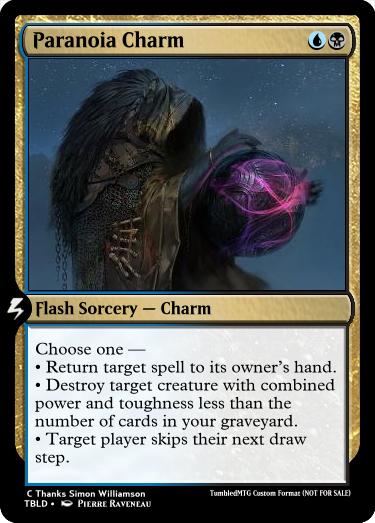 Paranoia Charm
Flash Sorcery — Charm
Choose one —
• Return target spell to its owner's hand.
• Destroy target creature with combined
power and toughness less than the
number of cards in your graveyard.
• Target player skips their next draw
step.
C Thanks Simon Williamson
TumbledMTG Custom Format (NOT FOR SALE)
TBLD • Pierre Raveneau